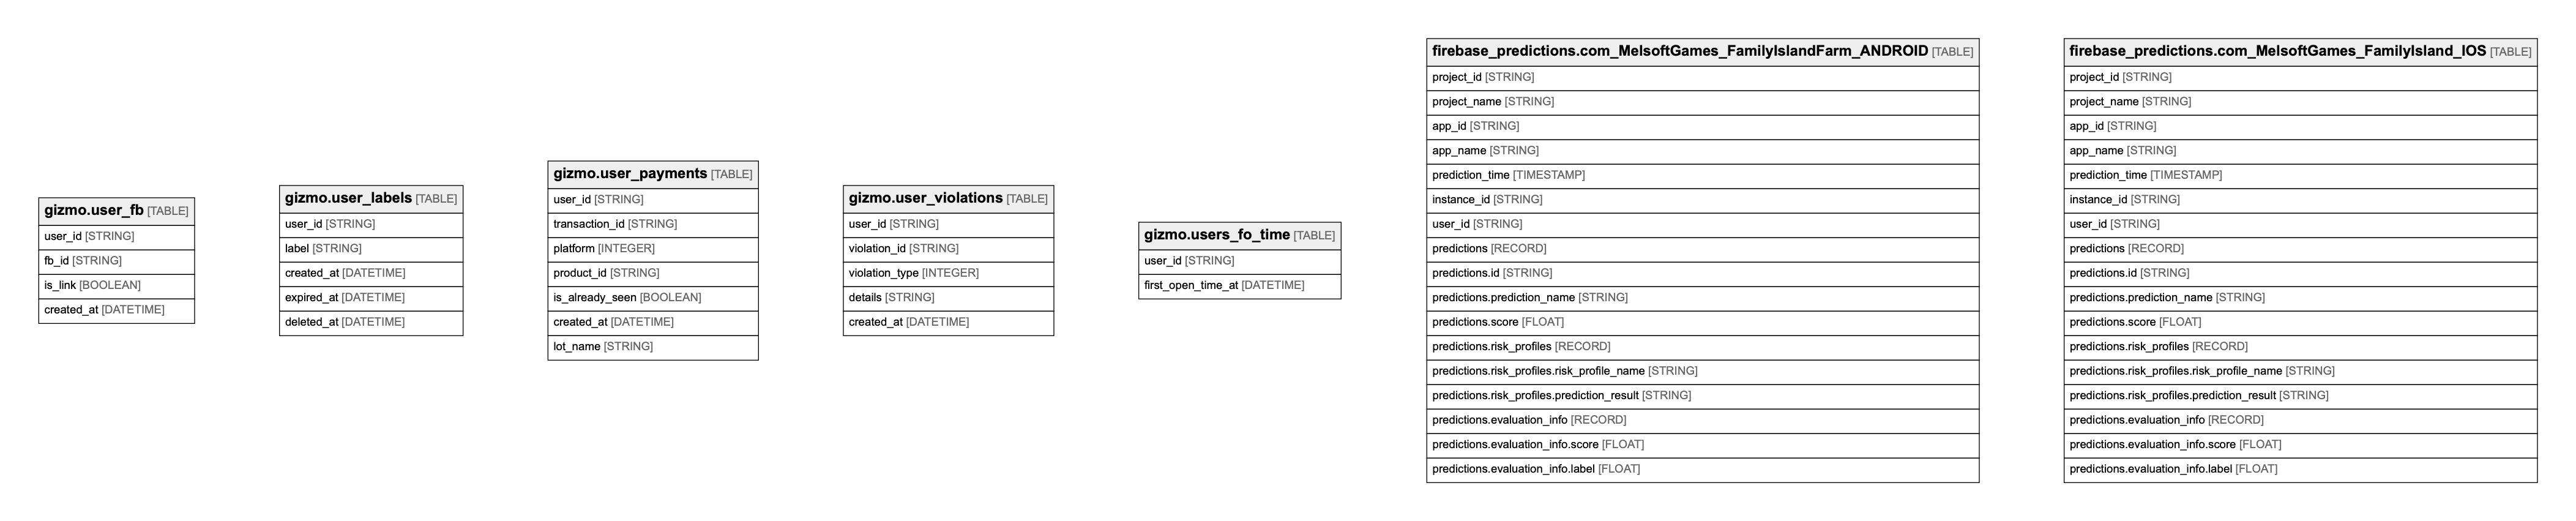 gizmo.user_fb [TABLE]
user_id [STRING]
fb_id [STRING]
is_link [BOOLEAN]
created_at [DATETIME]
gizmo.user_labels [TABLE]
user_id [STRING]
label [STRING]
created_at [DATETIME]
expired_at [DATETIME]
deleted_at [DATETIME]
gizmo.user_payments [TABLE]
user_id [STRING]
transaction_id [STRING]
platform [INTEGER]
product_id [STRING]
is_already_seen [BOOLEAN]
created_at [DATETIME]
lot_name [STRING]
gizmo.user_violations [TABLE]
user_id [STRING]
violation_id [STRING]
violation_type [INTEGER]
details [STRING]
created_at [DATETIME]
gizmo.users_fo_time [TABLE]
user_id [STRING]
first_open_time_at [DATETIME]
firebase_predictions.com_MelsoftGames_FamilyIslandFarm_ANDROID [TABLE]
project_id [STRING]
project_name [STRING]
app_id [STRING]
app_name [STRING]
prediction_time [TIMESTAMP]
instance_id [STRING]
user_id [STRING]
predictions [RECORD]
predictions.id [STRING]
predictions.prediction_name [STRING]
predictions.score [FLOAT]
predictions.risk_profiles [RECORD]
predictions.risk_profiles.risk_profile_name [STRING]
predictions.risk_profiles.prediction_result [STRING]
predictions.evaluation_info [RECORD]
predictions.evaluation_info.score [FLOAT]
predictions.evaluation_info.label [FLOAT]
firebase_predictions.com_MelsoftGames_FamilyIsland_IOS [TABLE]
project_id [STRING]
project_name [STRING]
app_id [STRING]
app_name [STRING]
prediction_time [TIMESTAMP]
instance_id [STRING]
user_id [STRING]
predictions [RECORD]
predictions.id [STRING]
predictions.prediction_name [STRING]
predictions.score [FLOAT]
predictions.risk_profiles [RECORD]
predictions.risk_profiles.risk_profile_name [STRING]
predictions.risk_profiles.prediction_result [STRING]
predictions.evaluation_info [RECORD]
predictions.evaluation_info.score [FLOAT]
predictions.evaluation_info.label [FLOAT]